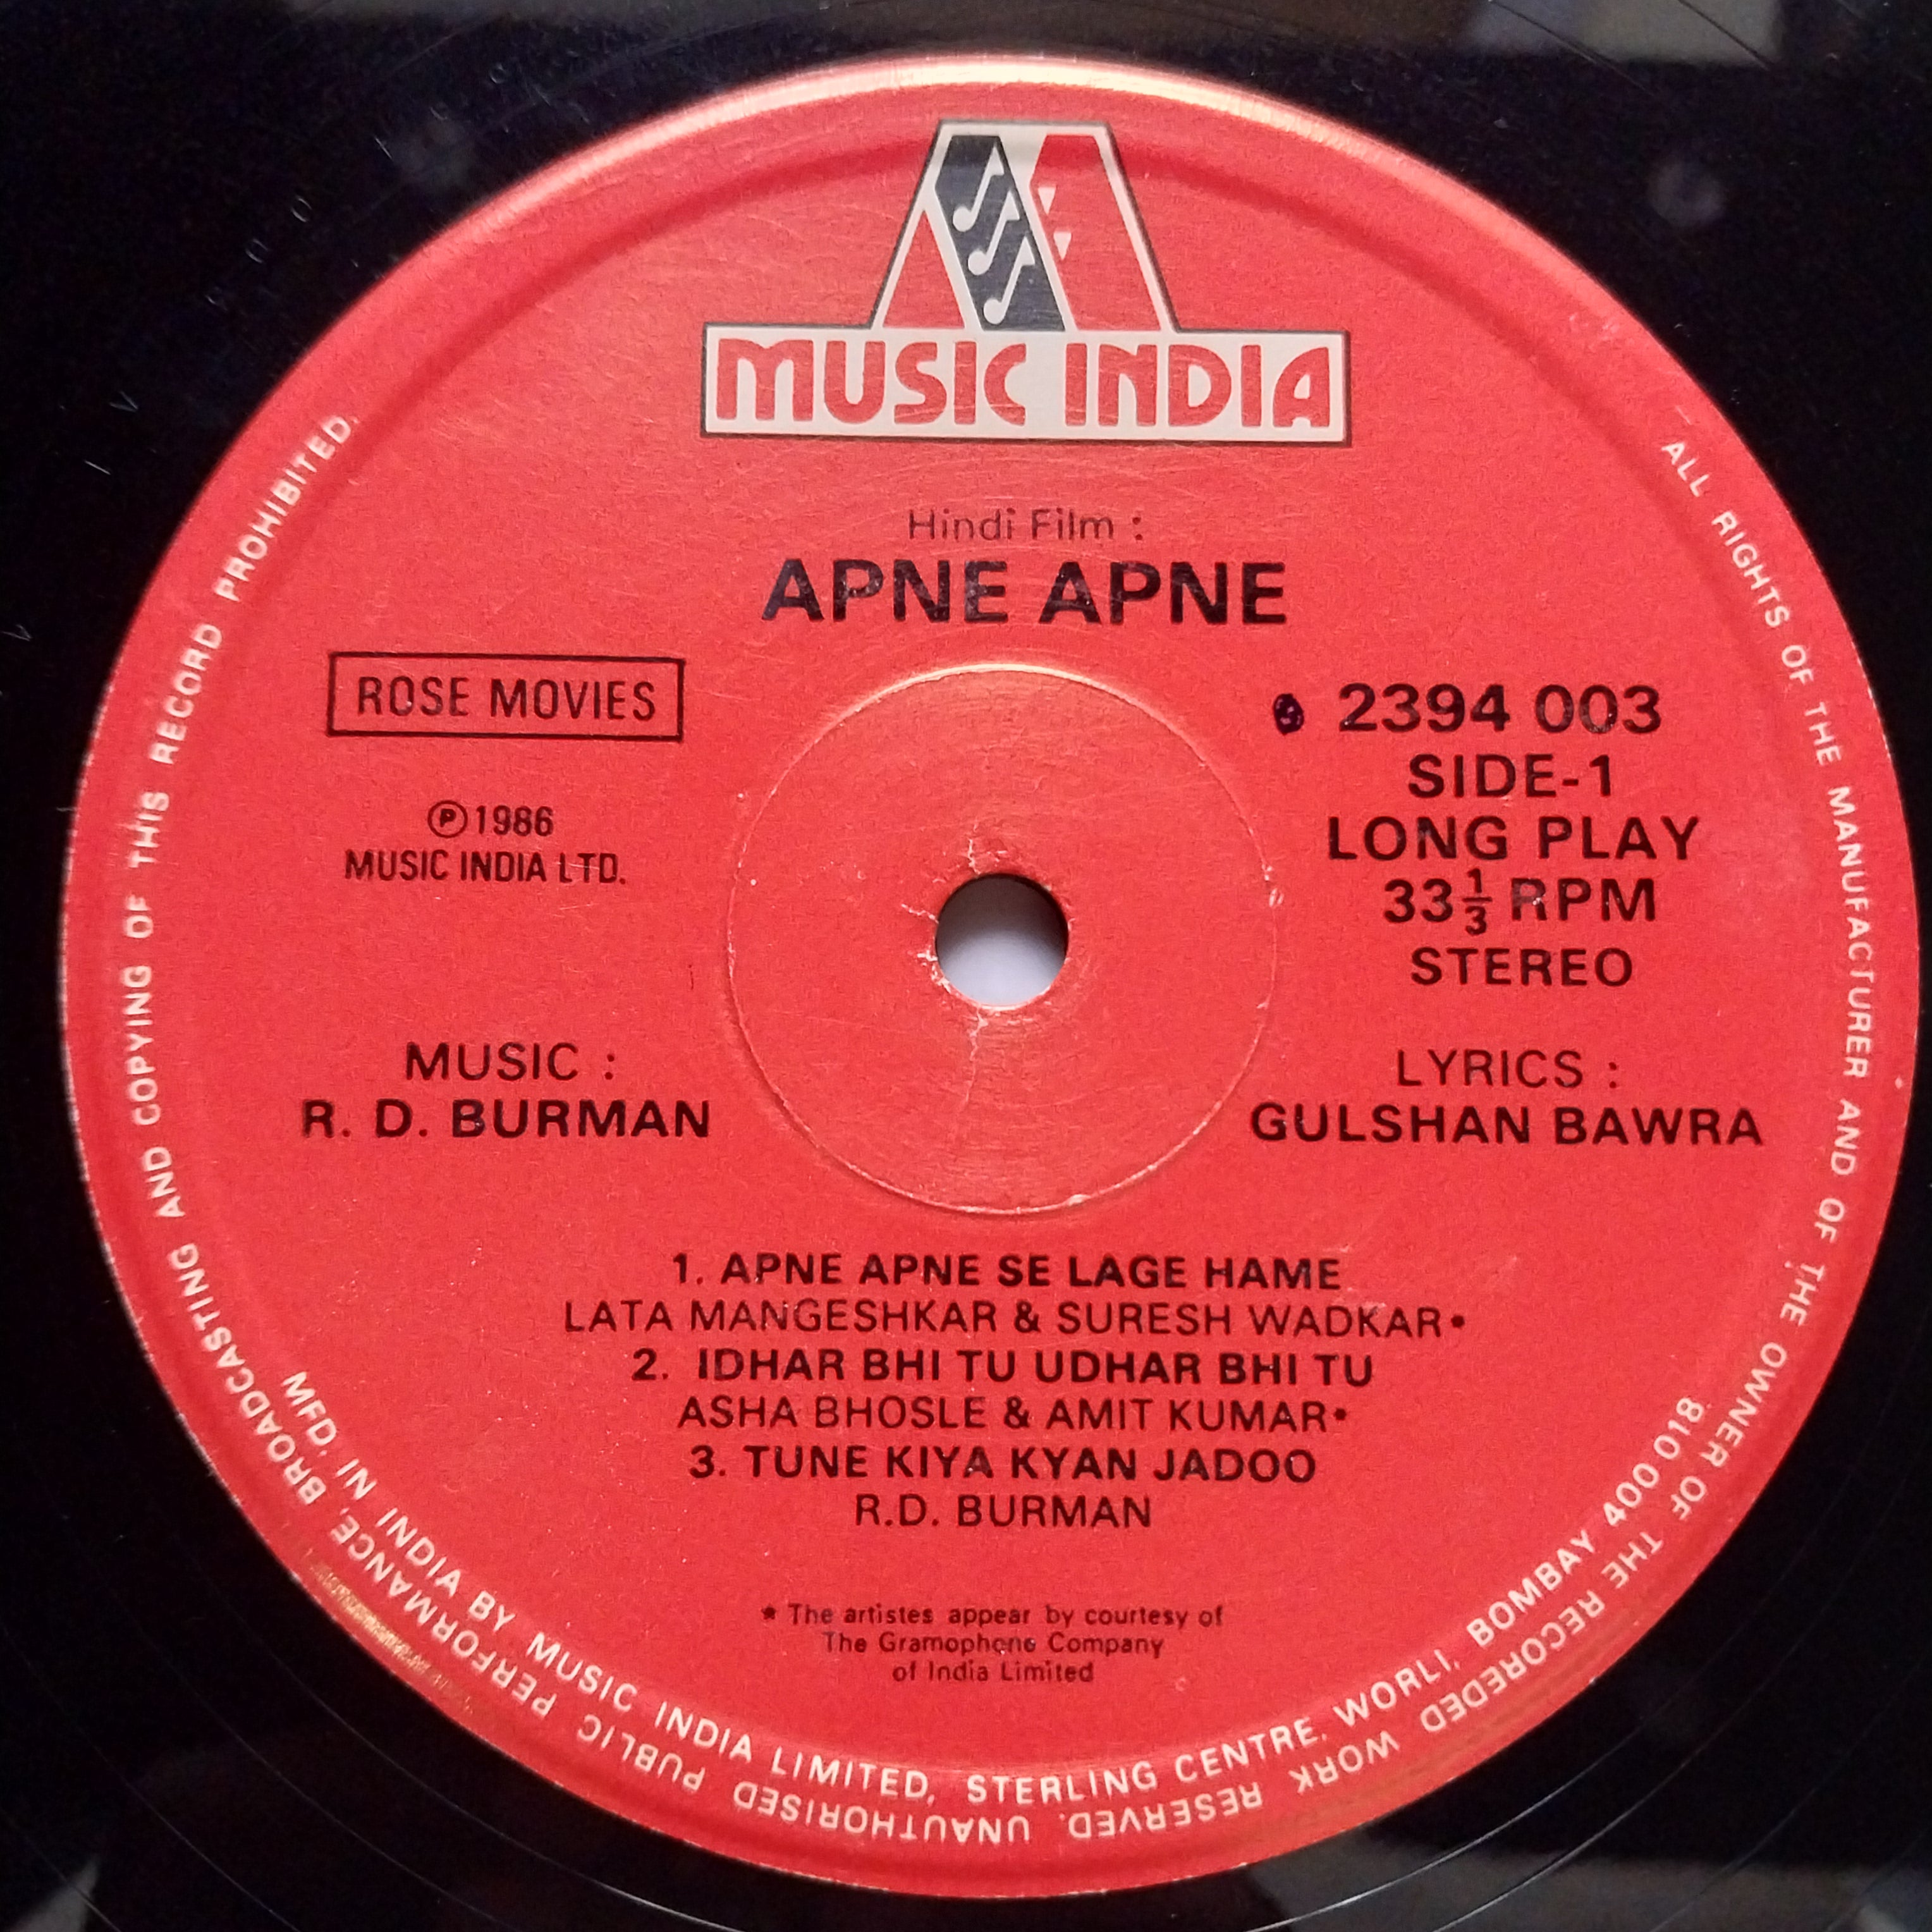 MUSIC INDIA
Hindi Film :
APNE APNE
ROSE MOVIES
℗ 1986
MUSIC INDIA LTD.
2394 003
SIDE-1
LONG PLAY
33 1/3 RPM
STEREO
MUSIC :
R. D. BURMAN
LYRICS :
GULSHAN BAWRA
1. APNE APNE SE LAGE HAME
LATA MANGESHKAR & SURESH WADKAR*
2. IDHAR BHI TU UDHAR BHI TU
ASHA BHOSLE & AMIT KUMAR*
3. TUNE KIYA KYAN JADOO
R.D. BURMAN
* The artistes appear by courtesy of
The Gramophone Company
of India Limited
MFD. IN INDIA BY MUSIC INDIA LIMITED, STERLING CENTRE, WORLI, BOMBAY 400 018.
ALL RIGHTS OF THE MANUFACTURER AND OF THE OWNER OF THE RECORDED WORK RESERVED. UNAUTHORISED PUBLIC PERFORMANCE, BROADCASTING AND COPYING OF THIS RECORD PROHIBITED.